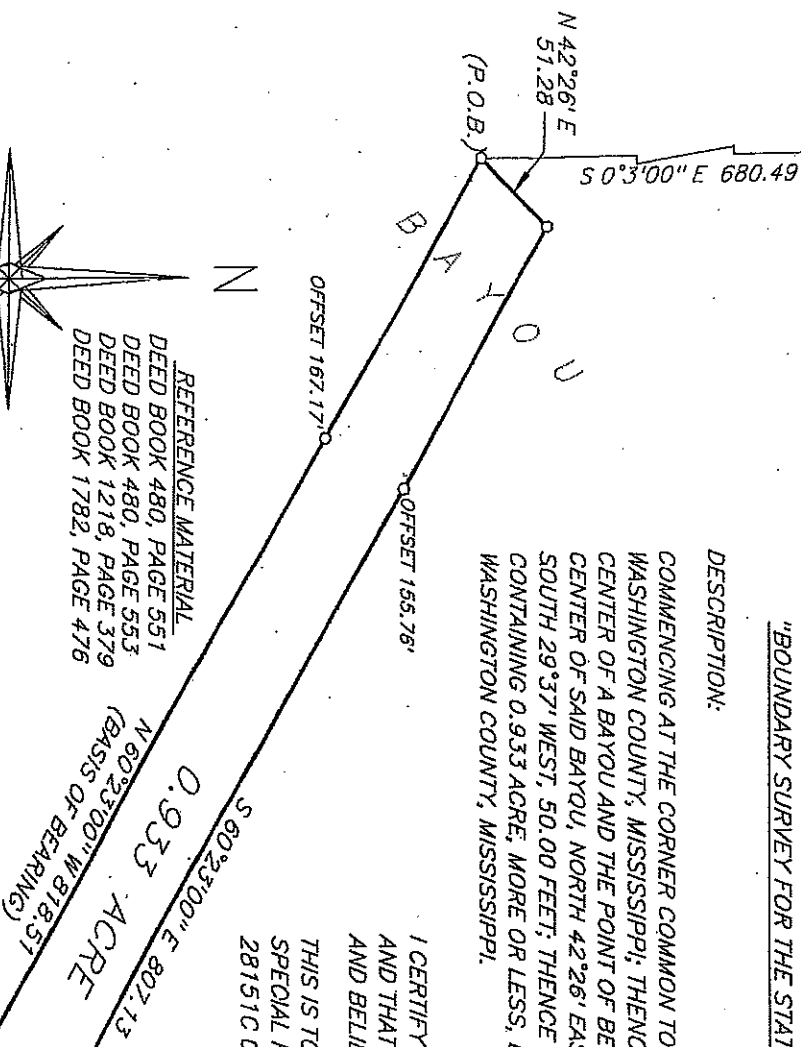 "BOUNDARY SURVEY FOR THE STAT
DESCRIPTION:
COMMENCING AT THE CORNER COMMON TO
WASHINGTON COUNTY, MISSISSIPPI; THENC
CENTER OF A BAYOU AND THE POINT OF BE
CENTER OF SAID BAYOU, NORTH 42°26' EAS
SOUTH 29°37' WEST, 50.00 FEET; THENCE
CONTAINING 0.933 ACRE, MORE OR LESS,
WASHINGTON COUNTY, MISSISSIPPI.
I CERTIFY
AND THAT
AND BELIE
THIS IS TO
SPECIAL
28151C
S 0°3'00" E 680.49
N 42°26' E
51.28
(P.O.B.)
BAYOU
OFFSET 167.17'
OFFSET 155.78'
N
REFERENCE MATERIAL
DEED BOOK 480, PAGE 551
DEED BOOK 480, PAGE 553
DEED BOOK 1218, PAGE 379
DEED BOOK 1782, PAGE 476
S 60°23'00" E 807.13
0.933 ACRE
N 60°23'00" W 818.51
(BASIS OF BEARING)